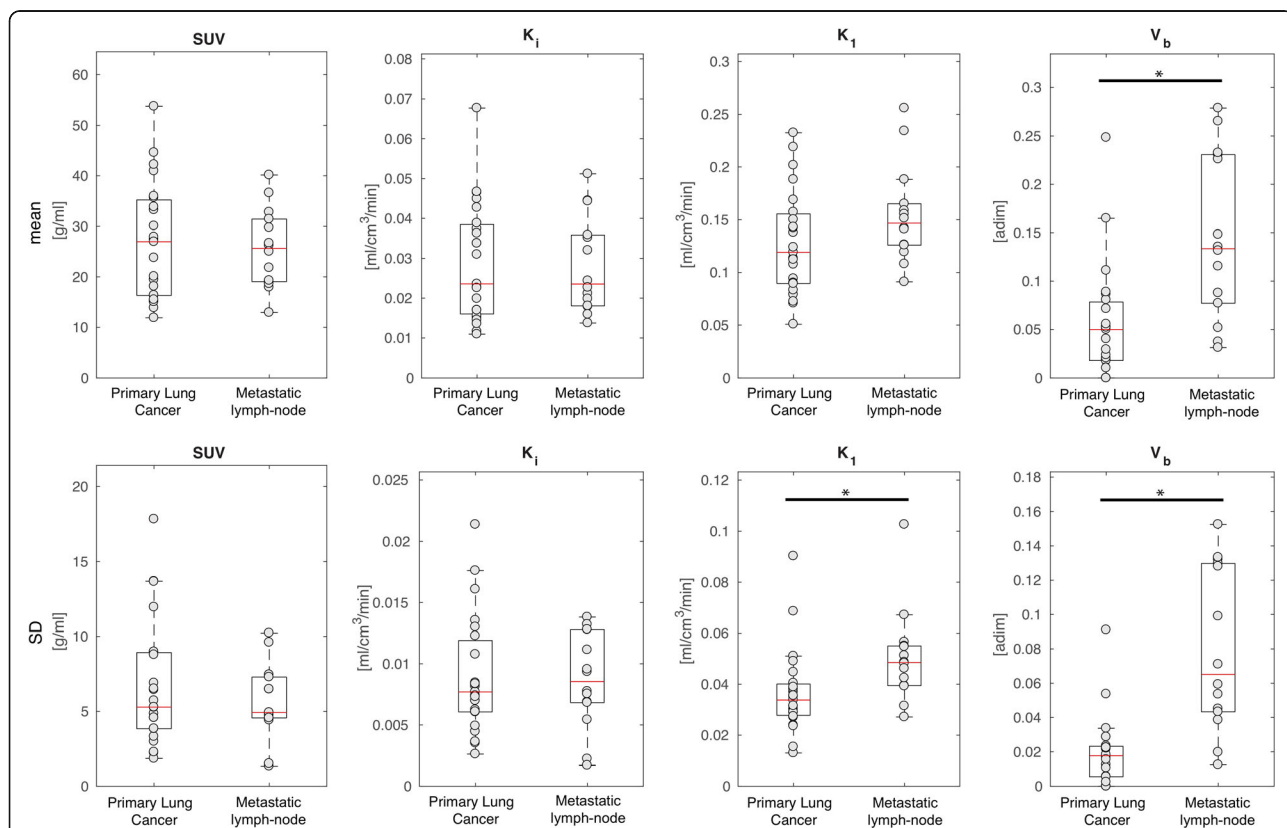 SUV
K_i
K_1
V_b
mean
[g/ml]
60
50
40
30
20
10
0
Primary Lung
Cancer
Metastatic
lymph-node
[ml/cm³/min]
0.08
0.07
0.06
0.05
0.04
0.03
0.02
0.01
0
Primary Lung
Cancer
Metastatic
lymph-node
[ml/cm³/min]
0.3
0.25
0.2
0.15
0.1
0.05
0
Primary Lung
Cancer
Metastatic
lymph-node
[adim]
*
0.3
0.25
0.2
0.15
0.1
0.05
0
Primary Lung
Cancer
Metastatic
lymph-node
SUV
K_i
K_1
V_b
SD
[g/ml]
20
15
10
5
0
Primary Lung
Cancer
Metastatic
lymph-node
[ml/cm³/min]
0.025
0.02
0.015
0.01
0.005
0
Primary Lung
Cancer
Metastatic
lymph-node
[ml/cm³/min]
*
0.12
0.1
0.08
0.06
0.04
0.02
0
Primary Lung
Cancer
Metastatic
lymph-node
[adim]
*
0.18
0.16
0.14
0.12
0.1
0.08
0.06
0.04
0.02
0
Primary Lung
Cancer
Metastatic
lymph-node